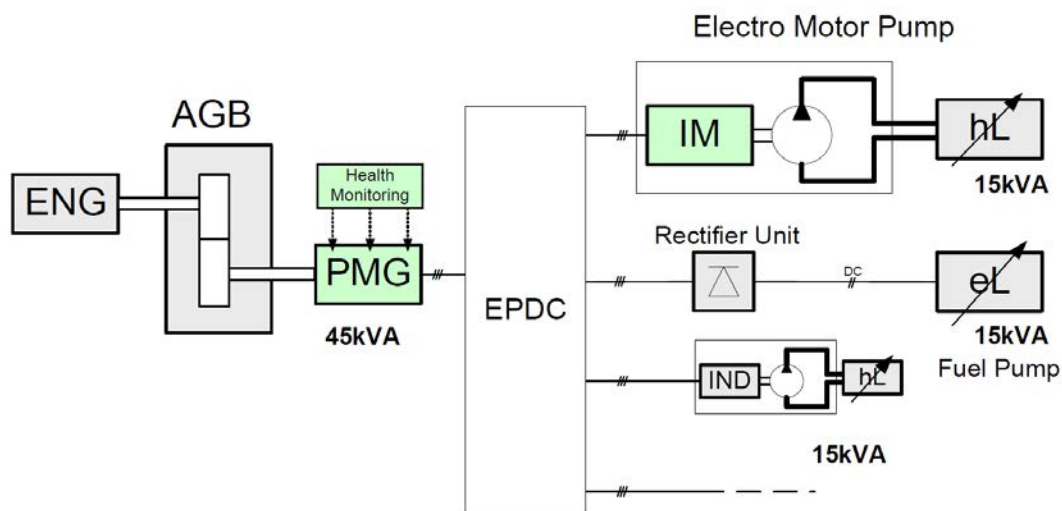 Electro Motor Pump
AGB
IM
hL
15kVA
ENG
Health
Monitoring
PMG
45kVA
EPDC
Rectifier Unit
DC
eL
15kVA
Fuel Pump
IND
hL
15kVA